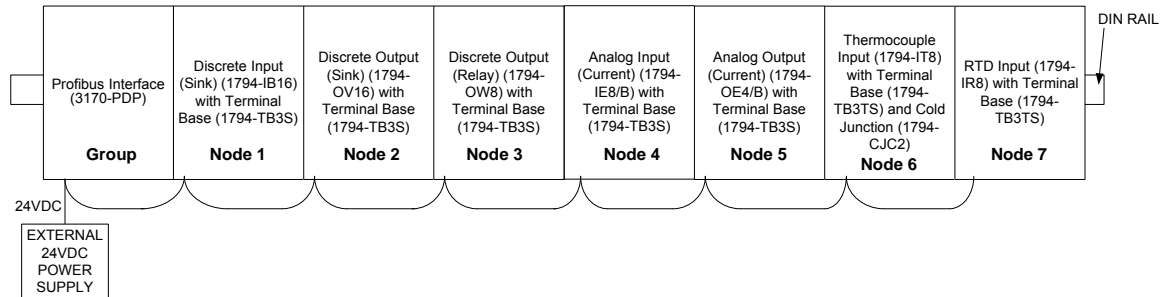 DIN RAIL
Profibus Interface
(3170-PDP)
Group
Discrete Input
(Sink) (1794-IB16)
with Terminal
Base (1794-TB3S)
Node 1
Discrete Output
(Sink) (1794-
OV16) with
Terminal Base
(1794-TB3S)
Node 2
Discrete Output
(Relay) (1794-
OW8) with
Terminal Base
(1794-TB3S)
Node 3
Analog Input
(Current) (1794-
IE8/B) with
Terminal Base
(1794-TB3S)
Node 4
Analog Output
(Current) (1794-
OE4/B) with
Terminal Base
(1794-TB3S)
Node 5
Thermocouple
Input (1794-IT8)
with Terminal
Base (1794-
TB3TS) and Cold
Junction (1794-
CJC2)
Node 6
RTD Input (1794-
IR8) with Terminal
Base (1794-
TB3TS)
Node 7
24VDC
EXTERNAL
24VDC
POWER
SUPPLY